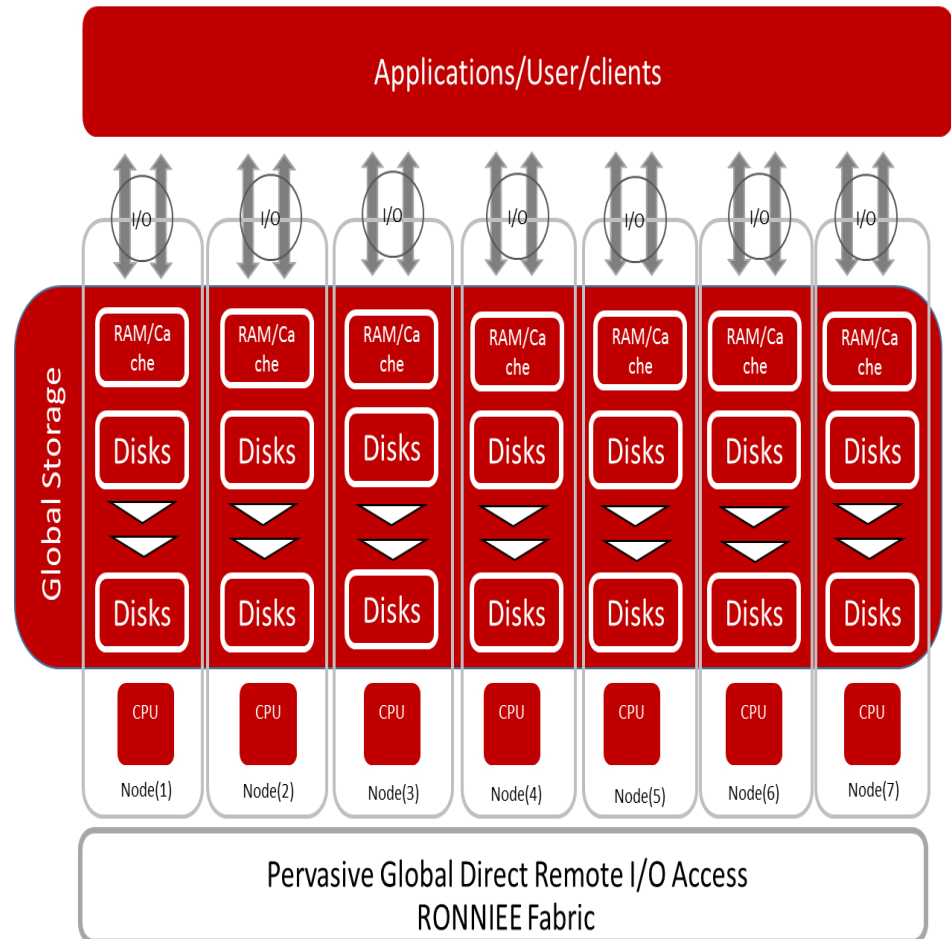 Applications/User/clients
I/O I/O I/O I/O I/O I/O I/O
Global Storage
RAM/Ca RAM/Ca RAM/Ca RAM/Ca RAM/Ca RAM/Ca RAM/Ca
che che che che che che che
Disks Disks Disks Disks Disks Disks Disks
Disks Disks Disks Disks Disks Disks Disks
CPU CPU CPU CPU CPU CPU CPU
Node(1) Node(2) Node(3) Node(4) Node(5) Node(6) Node(7)
Pervasive Global Direct Remote I/O Access
RONNIEE Fabric